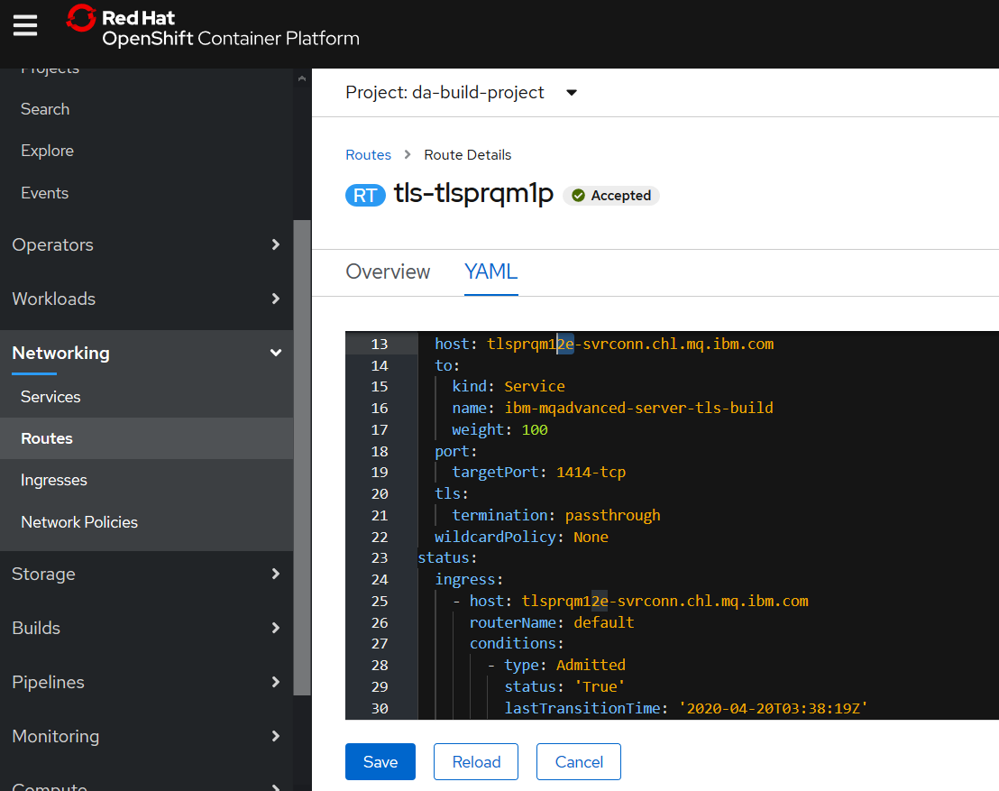 Red Hat
OpenShift Container Platform
Projects
Search
Explore
Events
Operators
Workloads
Networking
Services
Routes
Ingresses
Network Policies
Storage
Builds
Pipelines
Monitoring
Compute
Project: da-build-project
Routes > Route Details
RT tls-tlsprqm1p Accepted
Overview YAML
13 host: tlsprqm12e-svrconn.chl.mq.ibm.com
14 to:
15 kind: Service
16 name: ibm-mqadvanced-server-tls-build
17 weight: 100
18 port:
19 targetPort: 1414-tcp
20 tls:
21 termination: passthrough
22 wildcardPolicy: None
23 status:
24 ingress:
25 - host: tlsprqm12e-svrconn.chl.mq.ibm.com
26 routerName: default
27 conditions:
28 - type: Admitted
29 status: 'True'
30 lastTransitionTime: '2020-04-20T03:38:19Z'
Save Reload Cancel